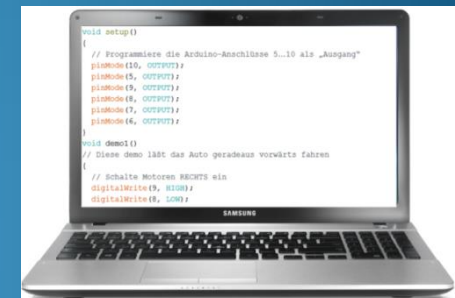 void setup()
{
// Programmiere die Arduino-Anschlüsse 5...10 als „Ausgang“
pinMode(10, OUTPUT);
pinMode(5, OUTPUT);
pinMode(9, OUTPUT);
pinMode(8, OUTPUT);
pinMode(7, OUTPUT);
pinMode(6, OUTPUT);
}
void demo1()
// Diese demo läßt das Auto geradeaus vorwärts fahren
{
// Schalte Motoren RECHTS ein
digitalWrite(9, HIGH);
digitalWrite(8, LOW);
SAMSUNG